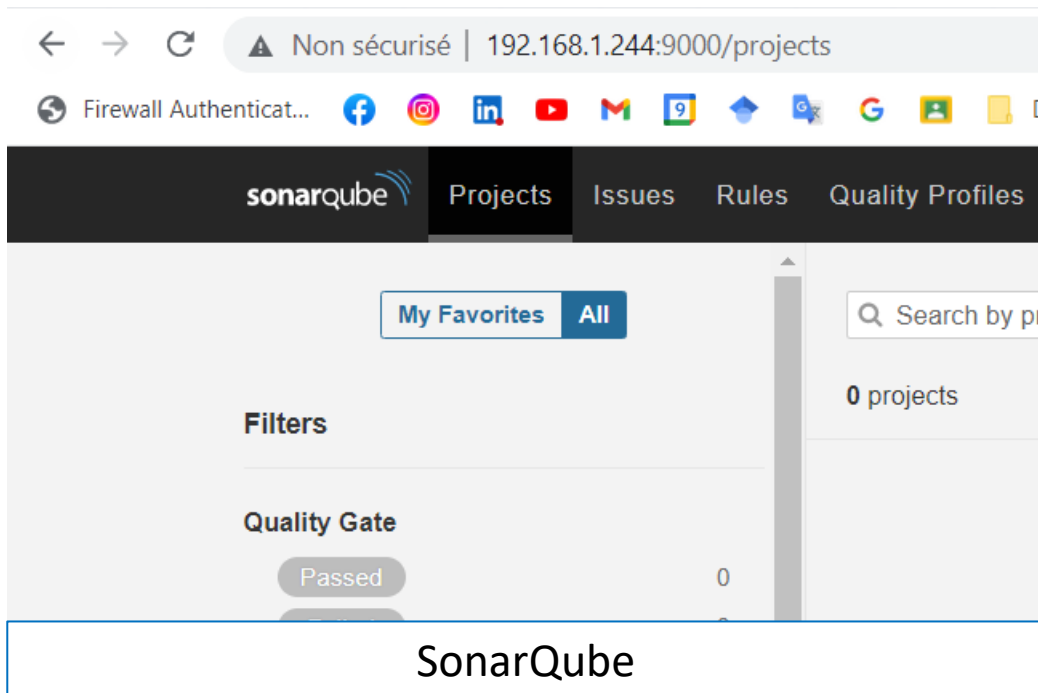 Non sécurisé | 192.168.1.244:9000/projects
Firewall Authenticat... 9
sonarqube Projects Issues Rules Quality Profiles
My Favorites All
Search by pr
0 projects
Filters
Quality Gate
Passed 0
SonarQube